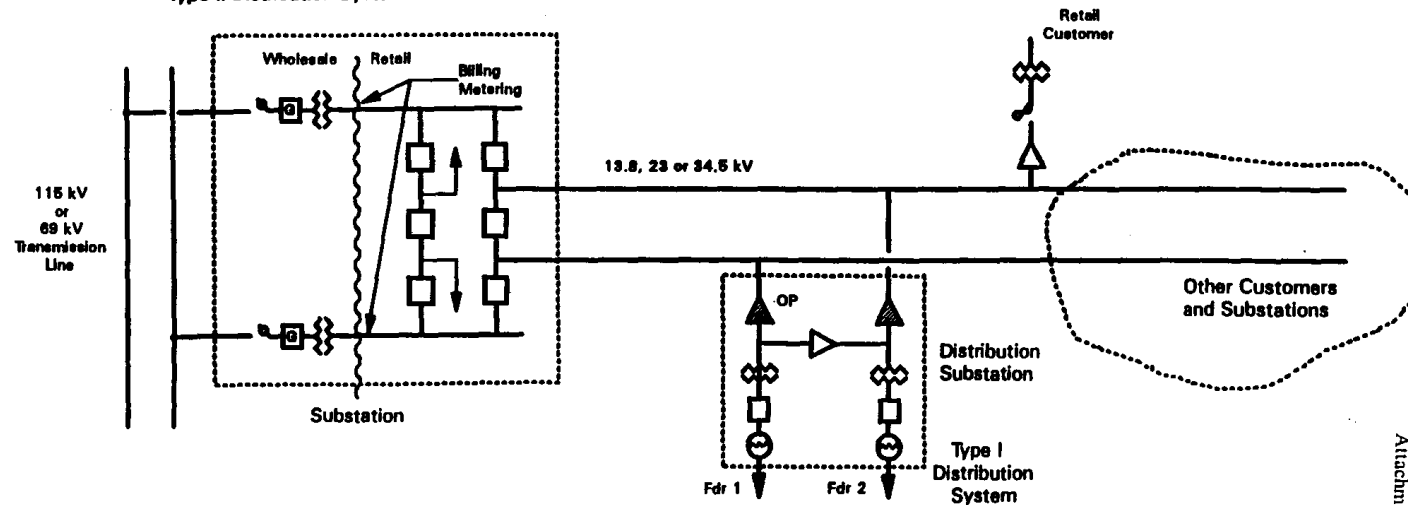 Wholesale
Retail
Billing
Metering
Retail
Customer
115 kV
or
69 kV
Transmission
Line
13.8, 23 or 34.5 kV
G
G
Substation
OP
Distribution
Substation
Type I
Distribution
System
Fdr 1
Fdr 2
Other Customers
and Substations
Attachm